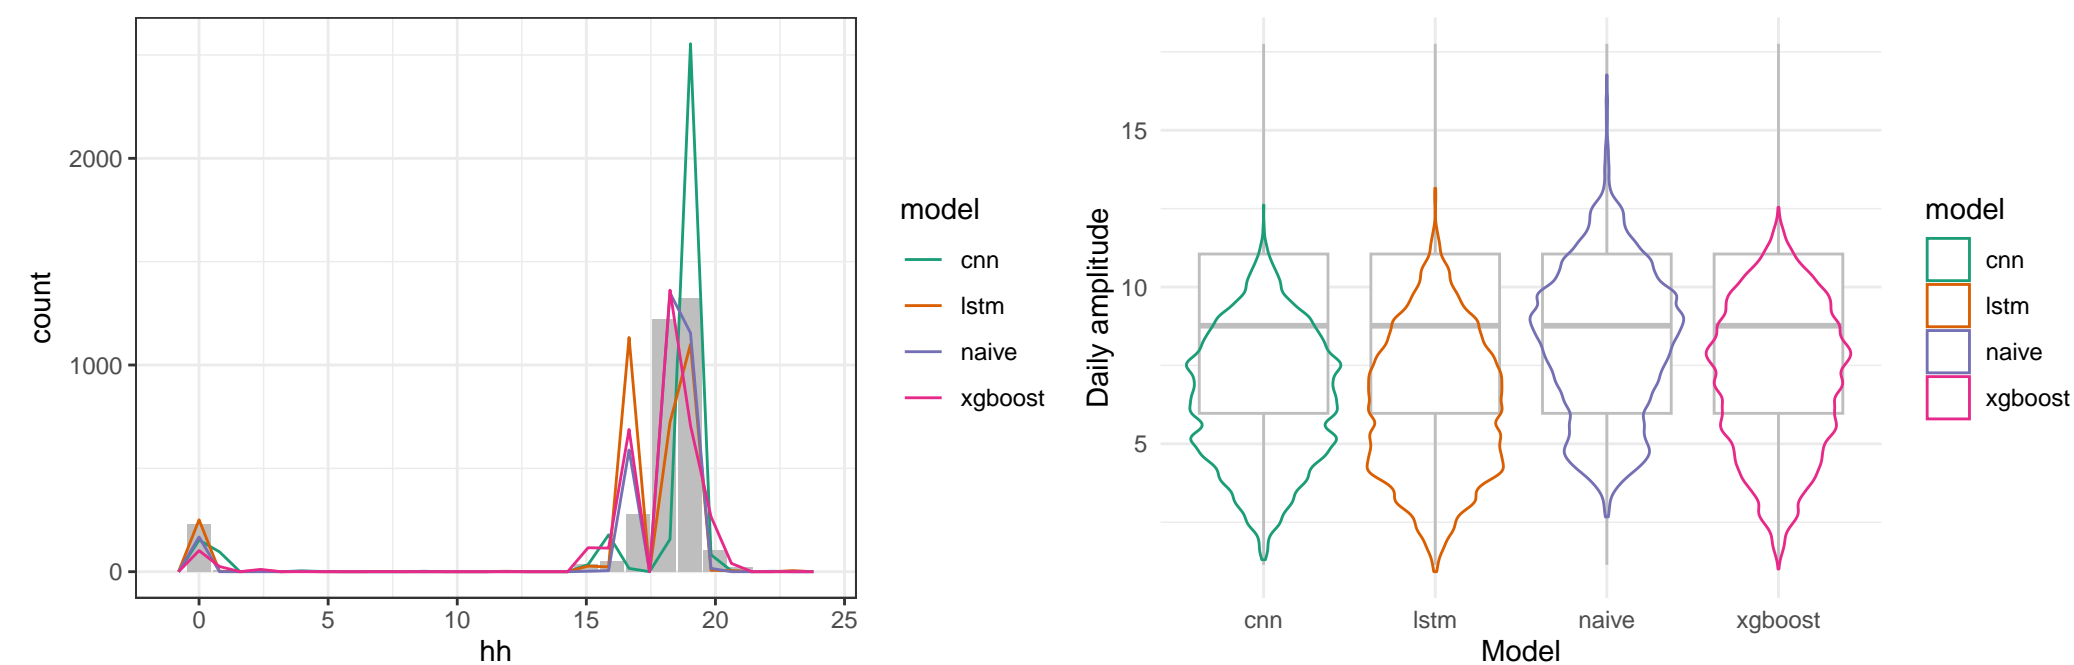 count
2000
1000
0
0
5
10
15
20
25
hh
model
cnn
lstm
naive
xgboost
Daily amplitude
15
10
5
cnn
lstm
naive
xgboost
Model
model
cnn
lstm
naive
xgboost